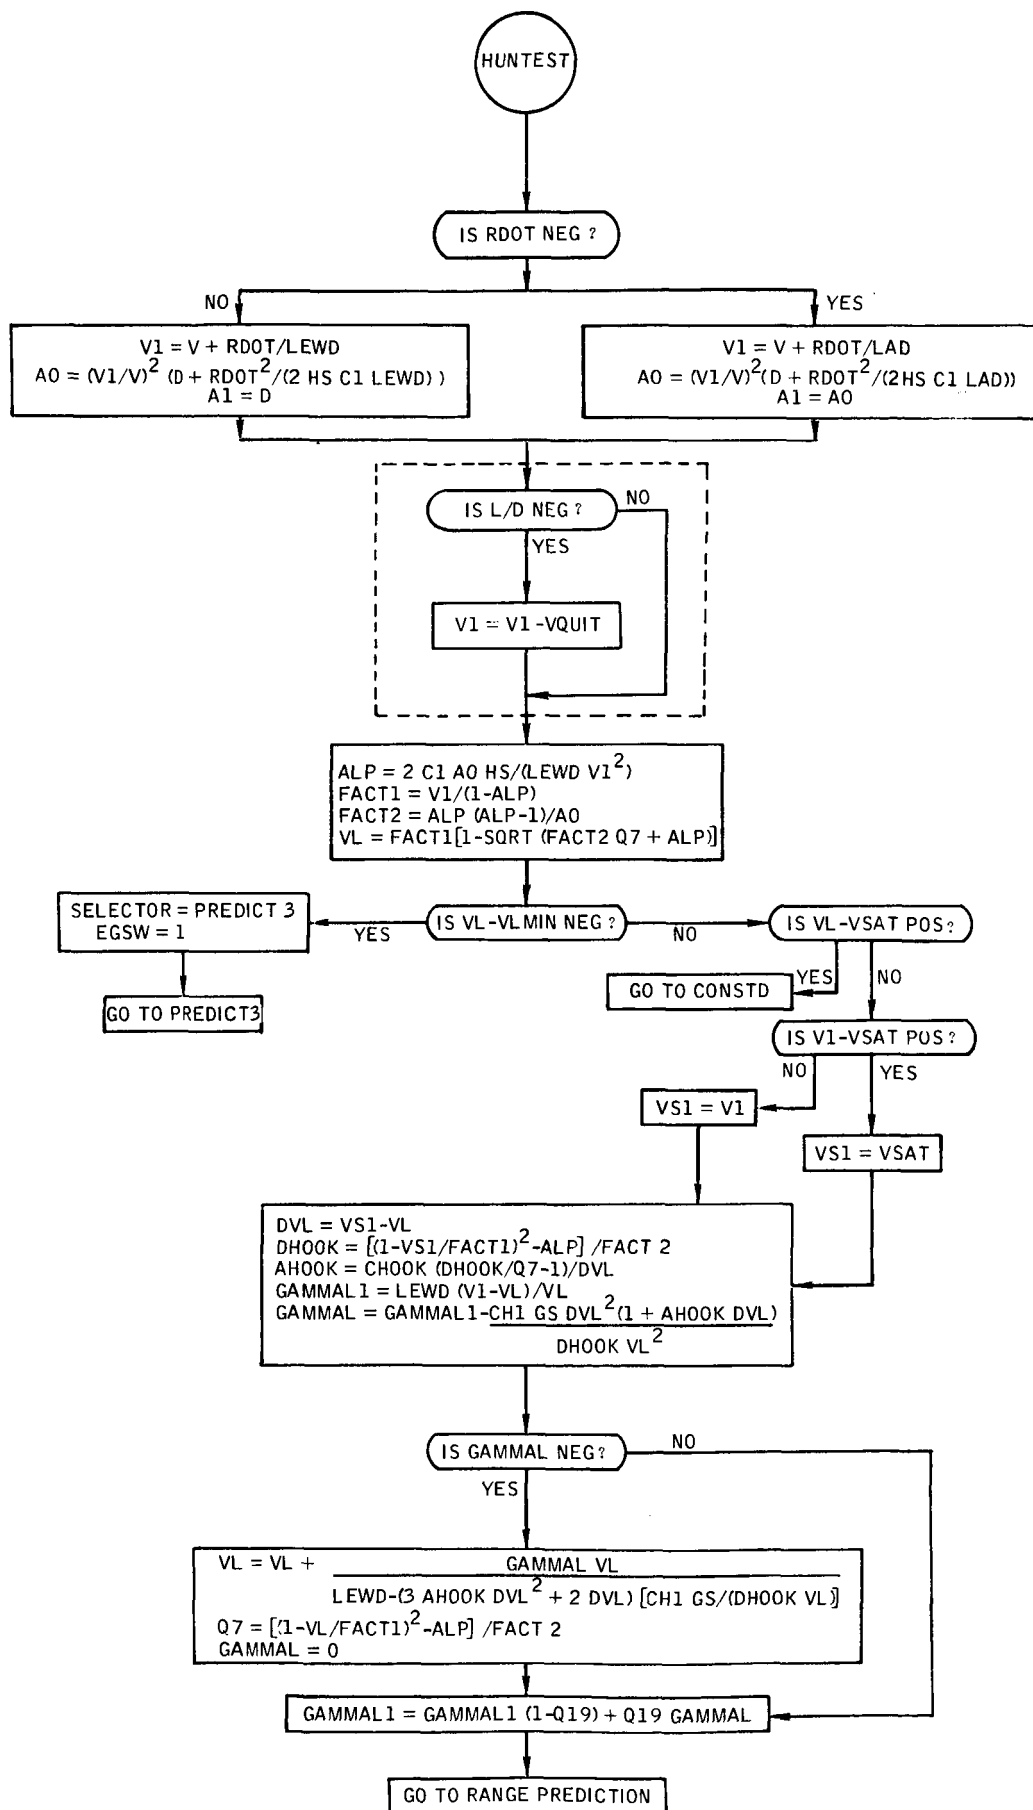 HUNTEST
IS RDOT NEG ?
NO
YES
V1 = V + RDOT/LEWD
A0 = (V1/V)² (D + RDOT²/(2 HS C1 LEWD) )
A1 = D
V1 = V + RDOT/LAD
A0 = (V1/V)²(D + RDOT²/(2HS C1 LAD))
A1 = A0
IS L/D NEG ?
NO
YES
V1 = V1-VQUIT
ALP = 2 C1 A0 HS/(LEWD V1²)
FACT1 = V1/(1-ALP)
FACT2 = ALP (ALP-1)/A0
VL = FACT1[1-SQRT (FACT2 Q7 + ALP)]
SELECTOR = PREDICT 3
EGSW = 1
YES
IS VL-VLMIN NEG ?
NO
IS VL-VSAT POS?
GO TO PREDICT3
GO TO CONSTD
YES
NO
IS V1-VSAT POS?
NO
YES
VS1 = V1
VS1 = VSAT
DVL = VS1-VL
DHOOK = [(1-VS1/FACT1)²-ALP] /FACT 2
AHOOK = CHOOK (DHOOK/Q7-1)/DVL
GAMMAL1 = LEWD (V1-VL)/VL
GAMMAL = GAMMAL1-CH1 GS DVL²(1 + AHOOK DVL)
DHOOK VL²
IS GAMMAL NEG?
NO
YES
VL = VL + GAMMAL VL
LEWD-(3 AHOOK DVL² + 2 DVL) [CH1 GS/(DHOOK VL)]
Q7 = [(1-VL/FACT1)²-ALP] /FACT 2
GAMMAL = 0
GAMMAL1 = GAMMAL1 (1-Q19) + Q19 GAMMAL
GO TO RANGE PREDICTION